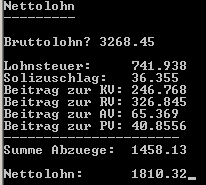 Nettolohn
---------
Bruttolohn? 3268.45
Lohnsteuer: 741.938
Solizuschlag: 36.355
Beitrag zur KV: 246.768
Beitrag zur RV: 326.845
Beitrag zur AV: 65.369
Beitrag zur PV: 40.8556
-----------------------
Summe Abzuege: 1458.13
Nettolohn: 1810.32_